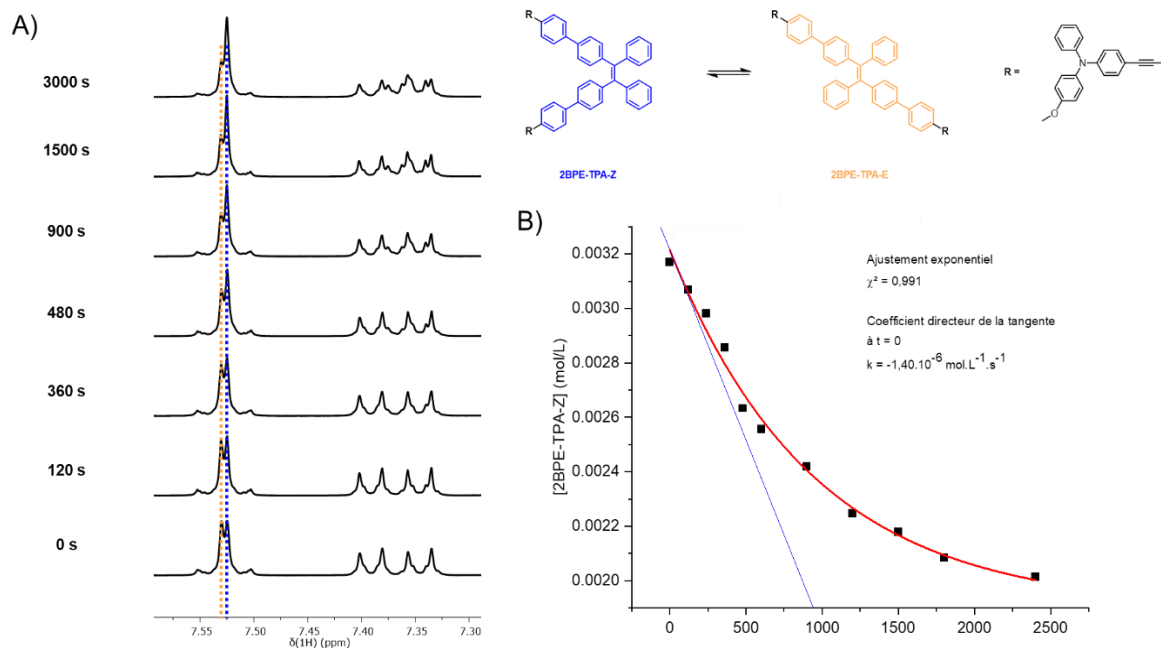 A)
3000 s
1500 s
900 s
480 s
360 s
120 s
0 s
7.55
7.50
7.45
7.40
7.35
7.30
δ(1H) (ppm)
R
R
2BPE-TPA-Z
R
R
2BPE-TPA-E
R =
N
O
B)
[2BPE-TPA-Z] (mol/L)
0.0032
0.0030
0.0028
0.0026
0.0024
0.0022
0.0020
0
500
1000
1500
2000
2500
Ajustement exponentiel
χ² = 0,991
Coefficient directeur de la tangente
à t = 0
k = -1,40.10⁻⁶ mol.L⁻¹.s⁻¹